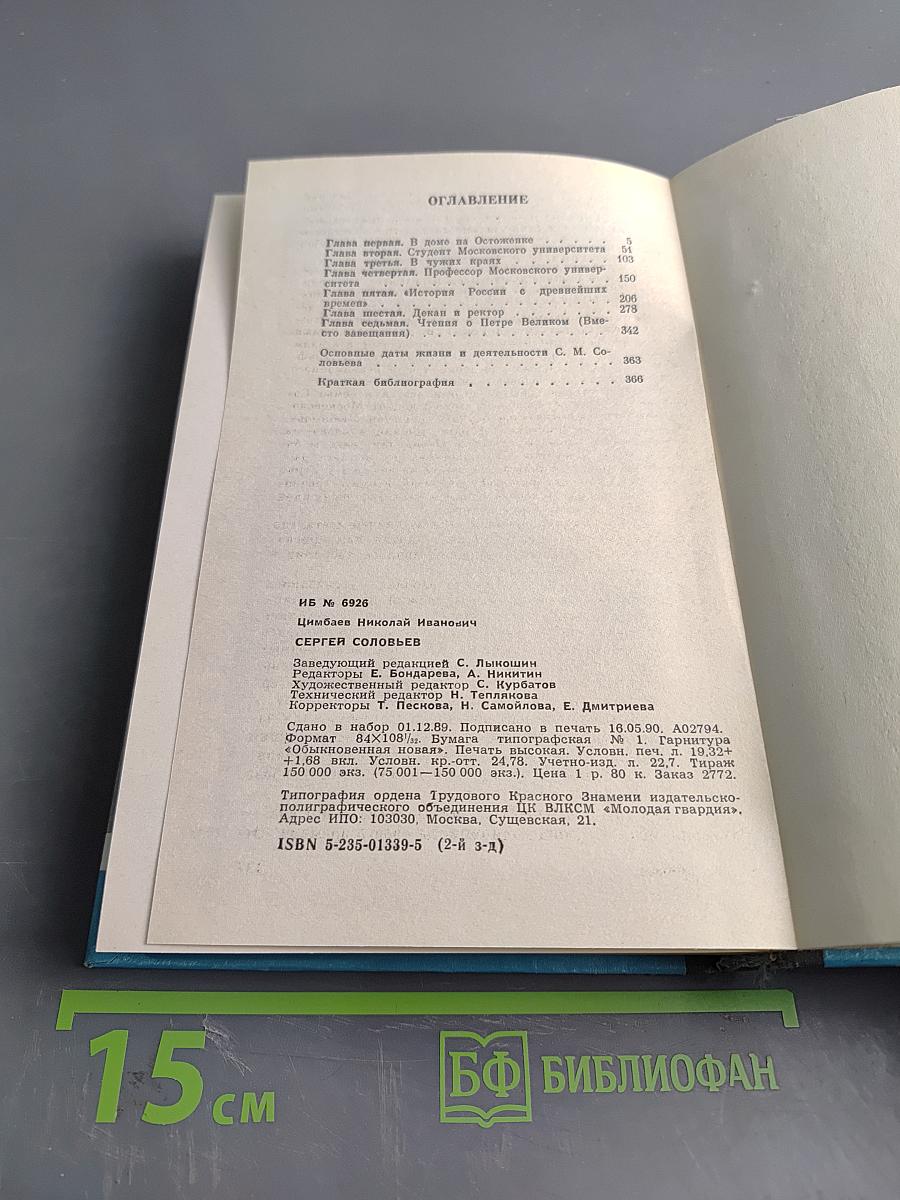 ОГЛАВЛЕНИЕ
Глава первая. В доме на Остоженке . . . . . 5
Глава вторая. Студент Московского университета 51
Глава третья. В чужих краях . . . . . . . 103
Глава четвертая. Профессор Московского универ-
ситета . . . . . . . . . . . . . . . 150
Глава пятая. «История России с древнейших
времен» . . . . . . . . . . . . . . . 206
Глава шестая. Декан и ректор . . . . . . . 278
Глава седьмая. Чтения о Петре Великом (Вме-
сто завещания) . . . . . . . . . . . . 342
Основные даты жизни и деятельности С. М. Со-
ловьева . . . . . . . . . . . . . . . 363
Краткая библиография . . . . . . . . . . 366
ИБ № 6926
Цимбаев Николай Иванович
СЕРГЕЙ СОЛОВЬЕВ
Заведующий редакцией С. Лыкошин
Редакторы Е. Бондарева, А. Никитин
Художественный редактор С. Курбатов
Технический редактор Н. Теплякова
Корректоры Т. Пескова, Н. Самойлова, Е. Дмитриева
Сдано в набор 01.12.89. Подписано в печать 16.05.90. А02794.
Формат 84×108¹/₃₂. Бумага типографская № 1. Гарнитура
«Обыкновенная новая». Печать высокая. Условн. печ. л. 19,32+
+1,68 вкл. Условн. кр.-отт. 24,78. Учетно-изд. л. 22,7. Тираж
150 000 экз. (75 001—150 000 экз.). Цена 1 р. 80 к. Заказ 2772.
Типография ордена Трудового Красного Знамени издательско-
полиграфического объединения ЦК ВЛКСМ «Молодая гвардия».
Адрес ИПО: 103030, Москва, Сущевская, 21.
ISBN 5-235-01339-5 (2-й з-д)
15 см
БФ БИБЛИОФАН